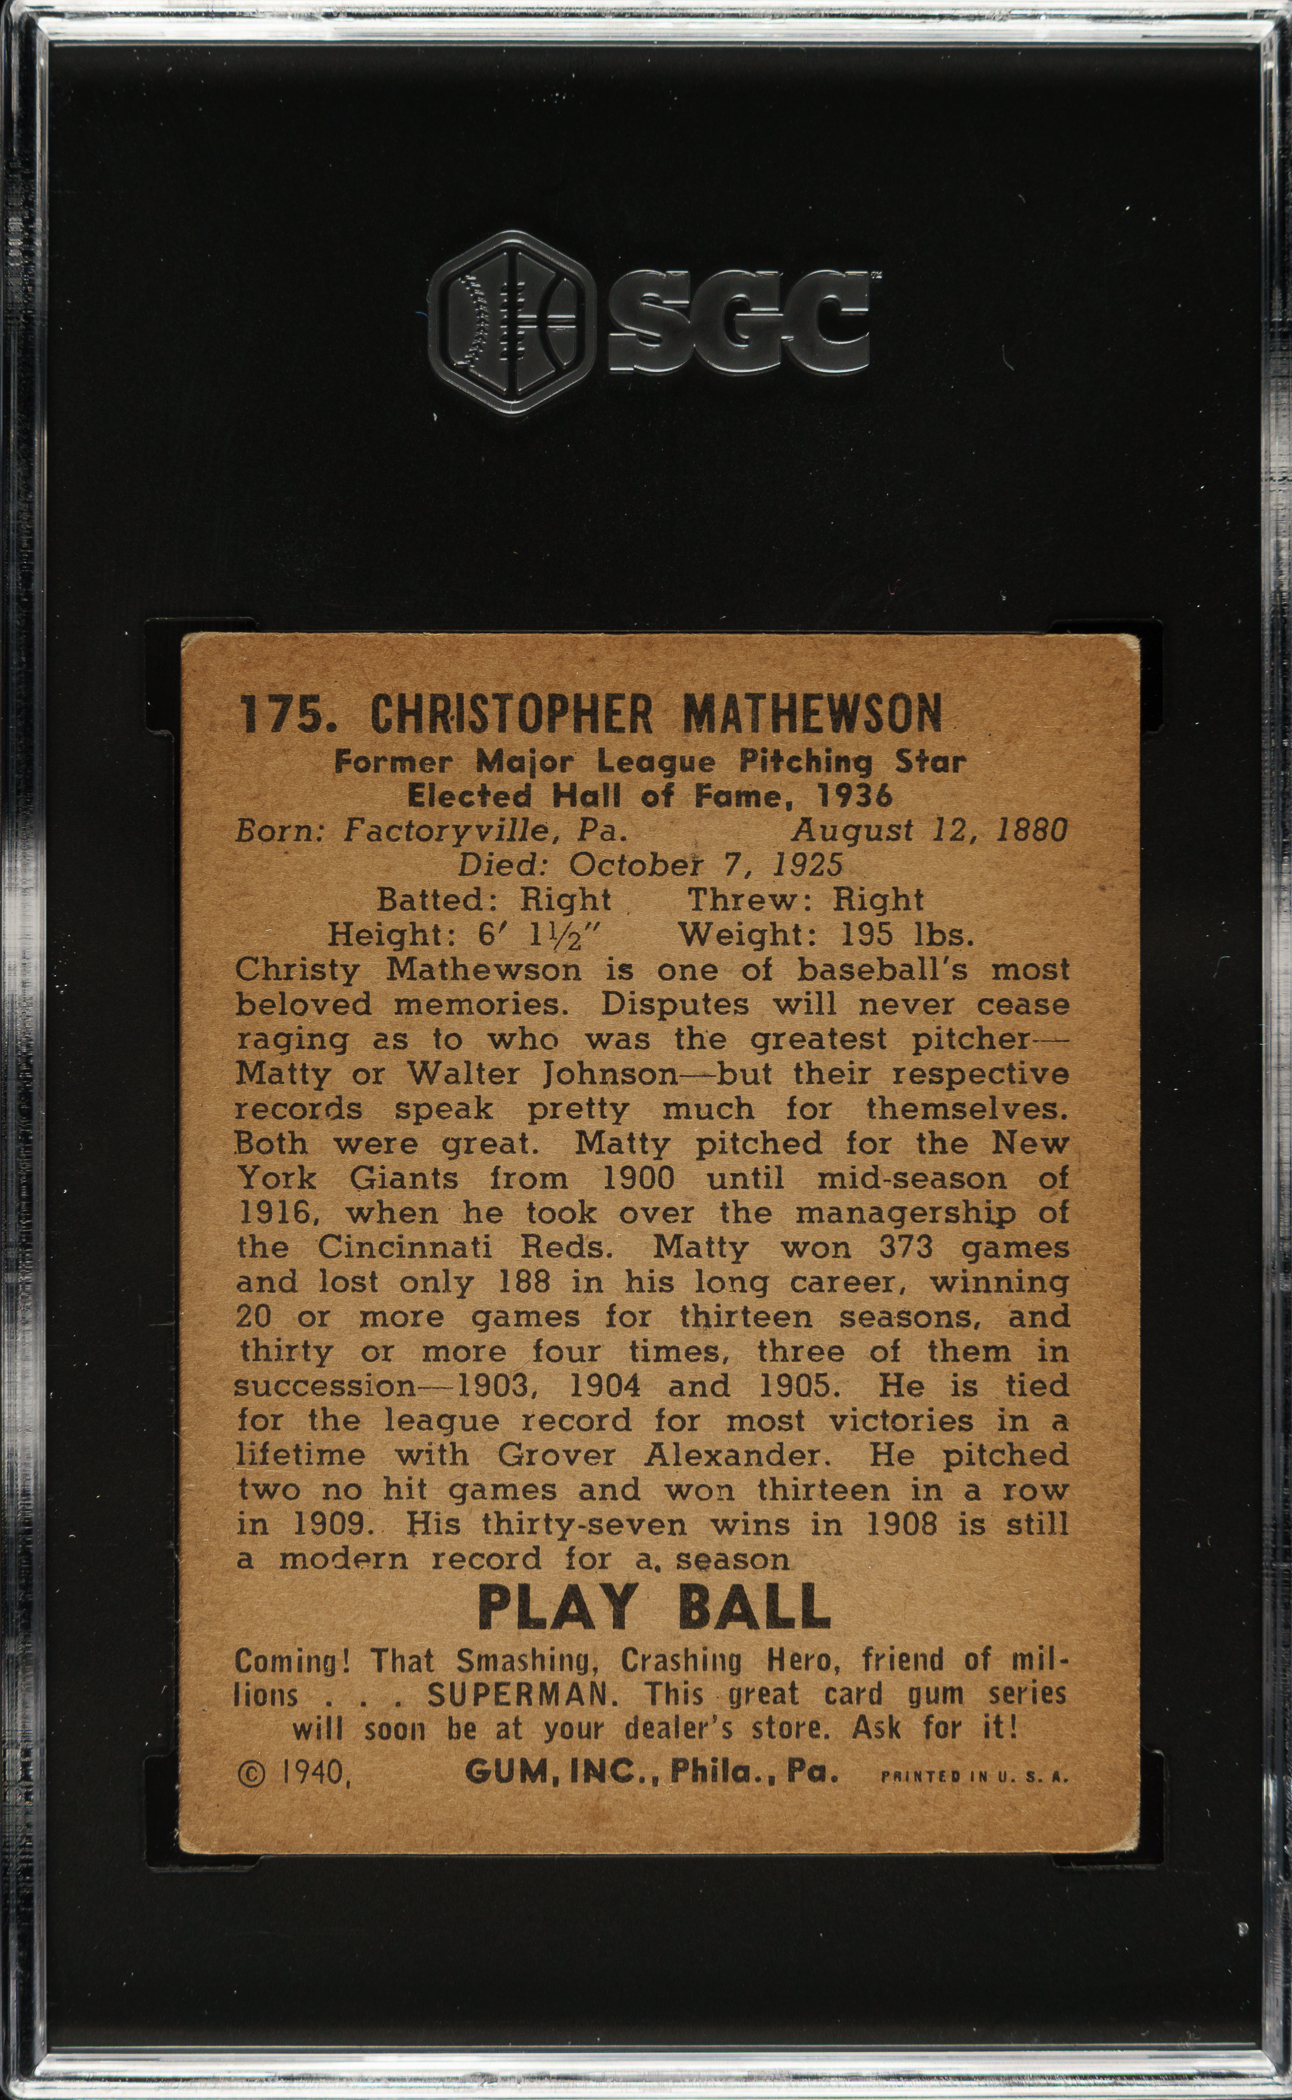 SGC
175. CHRISTOPHER MATHEWSON
Former Major League Pitching Star
Elected Hall of Fame, 1936
Born: Factoryville, Pa. August 12, 1880
Died: October 7, 1925
Batted: Right Threw: Right
Height: 6′ 1½″ Weight: 195 lbs.
Christy Mathewson is one of baseball's most
beloved memories. Disputes will never cease
raging as to who was the greatest pitcher—
Matty or Walter Johnson—but their respective
records speak pretty much for themselves.
Both were great. Matty pitched for the New
York Giants from 1900 until mid-season of
1916, when he took over the managership of
the Cincinnati Reds. Matty won 373 games
and lost only 188 in his long career, winning
20 or more games for thirteen seasons, and
thirty or more four times, three of them in
succession—1903, 1904 and 1905. He is tied
for the league record for most victories in a
lifetime with Grover Alexander. He pitched
two no hit games and won thirteen in a row
in 1909. His thirty-seven wins in 1908 is still
a modern record for a. season
PLAY BALL
Coming! That Smashing, Crashing Hero, friend of mil-
lions . . . SUPERMAN. This great card gum series
will soon be at your dealer's store. Ask for it!
© 1940, GUM, INC., Phila., Pa. PRINTED IN U. S. A.